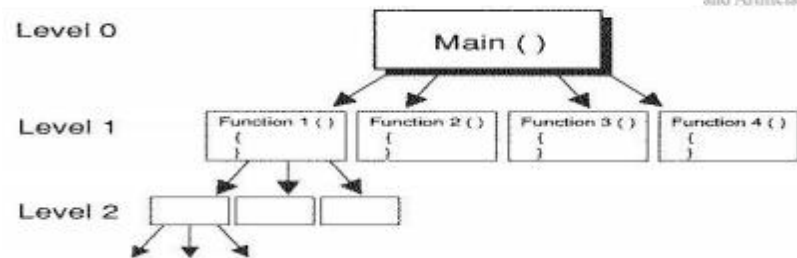 Level 0
Main ( )
Level 1
Function 1 ( )
{
}
Function 2 ( )
{
}
Function 3 ( )
{
}
Function 4 ( )
{
}
Level 2